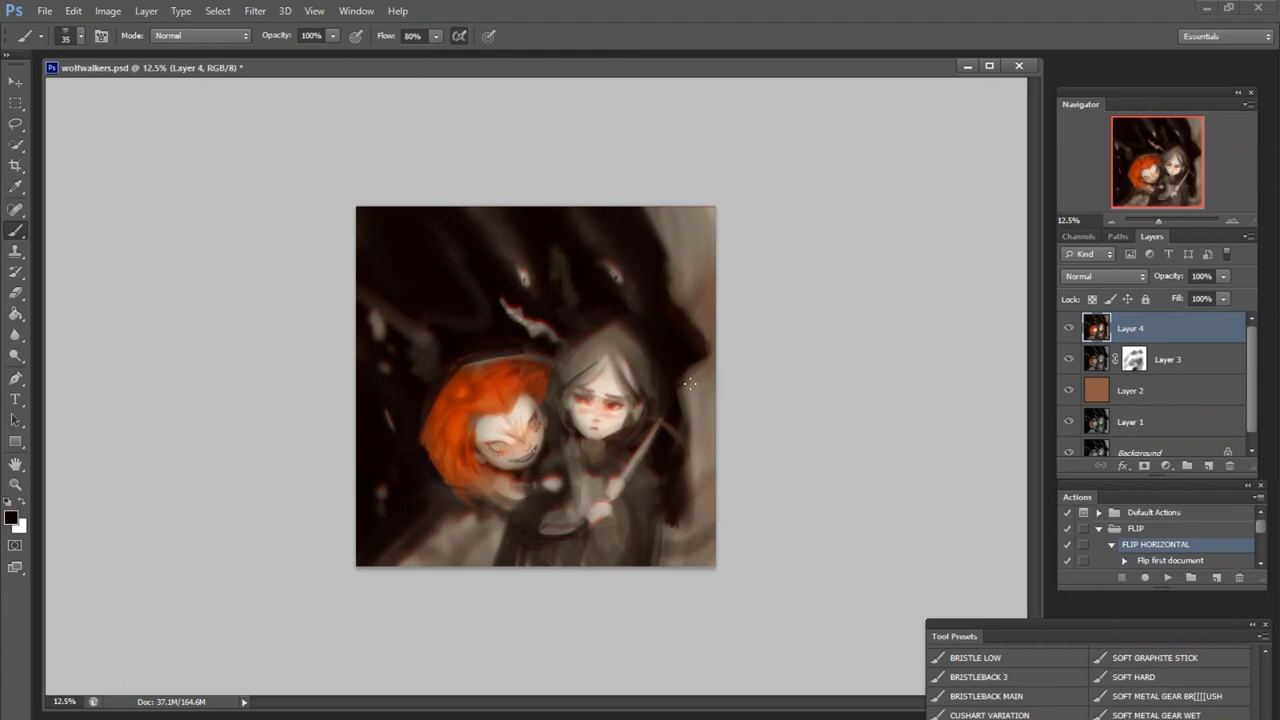 Ps File Edit Image Layer Type Select Filter 3D View Window Help
35 Mode: Normal Opacity: 100% Flow: 80% Essentials
wolfwalkers.psd @ 12.5% (Layer 4, RGB/8) *
Navigator
12.5%
Channels Paths Layers
Kind
Normal Opacity: 100%
Lock: Fill: 100%
Layer 4
Layer 3
Layer 2
Layer 1
Background
Actions
Default Actions
FLIP
FLIP HORIZONTAL
Flip first document
Tool Presets
BRISTLE LOW SOFT GRAPHITE STICK
BRISTLEBACK 3 SOFT HARD
BRISTLEBACK MAIN SOFT METAL GEAR BR[[[[USH
CUSHART VARIATION SOFT METAL GEAR WET
12.5% Doc: 37.1M/164.6M